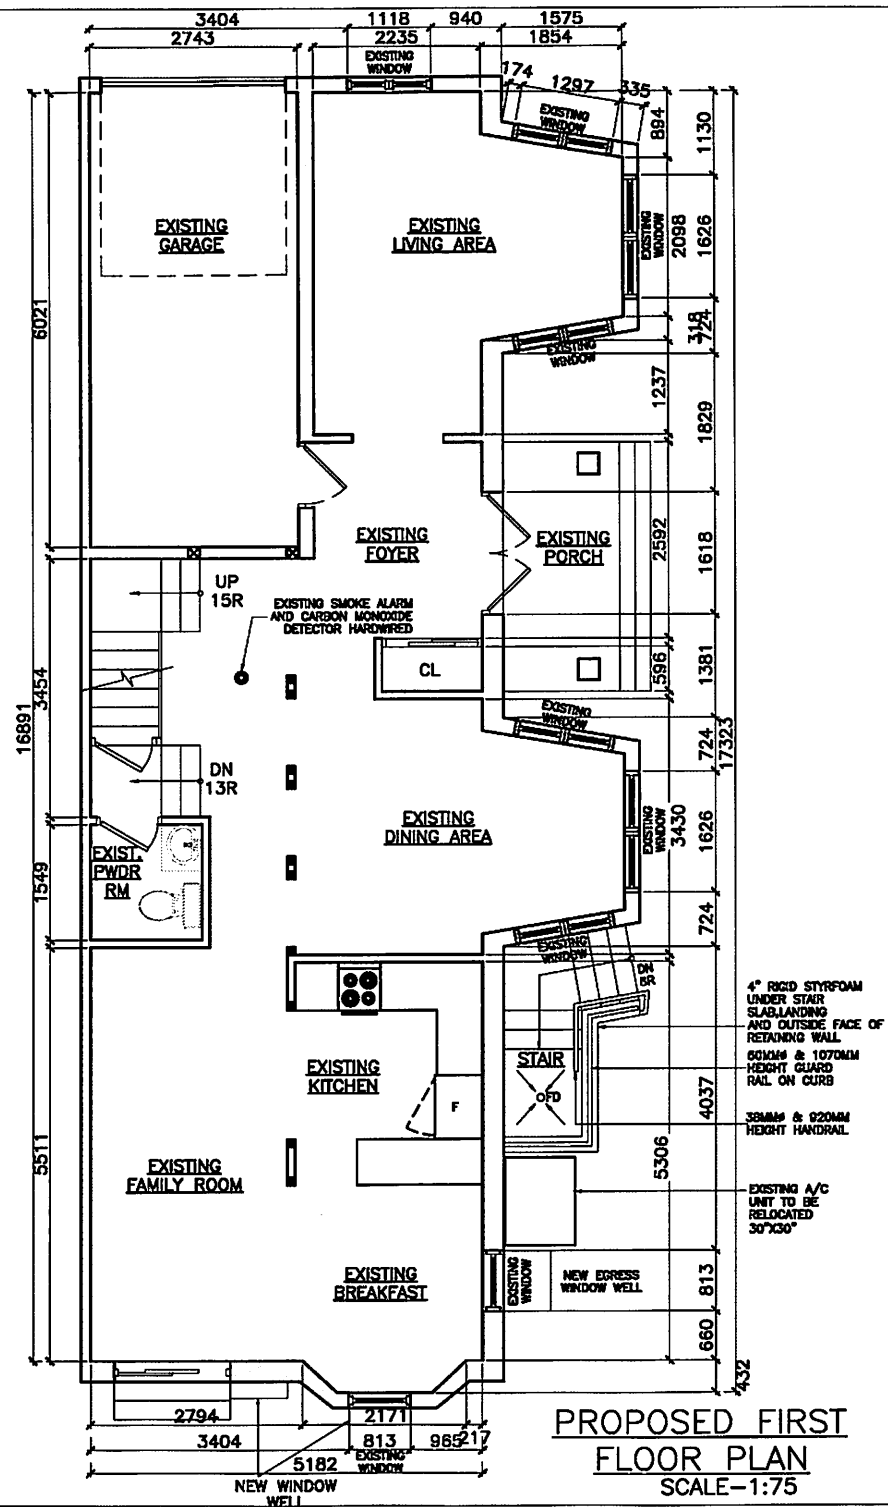 3404
1118
940
1575
2743
2235
1854
EXISTING
WINDOW
174
1297
335
EXISTING
WINDOW
894
1130
EXISTING
GARAGE
EXISTING
LIVING AREA
EXISTING
WINDOW
2098
1626
6021
EXISTING
WINDOW
318
724
1237
1829
EXISTING
FOYER
EXISTING
PORCH
2592
1618
UP
15R
EXISTING SMOKE ALARM
AND CARBON MONOXIDE
DETECTOR HARDWIRED
CL
596
1381
3454
16891
EXISTING
WINDOW
724
17323
DN
13R
EXISTING
DINING AREA
EXISTING
WINDOW
3430
1626
EXIST.
PWDR
RM
1549
724
EXISTING
WINDOW
DN
8R
4" RIGID STYRFOAM
UNDER STAIR
SLAB,LANDING
AND OUTSIDE FACE OF
RETAINING WALL
STAIR
EXISTING
KITCHEN
60MMØ & 1070MM
HEIGHT GUARD
RAIL ON CURB
FD
F
4037
38MMØ & 920MM
HEIGHT HANDRAIL
5511
5306
EXISTING
FAMILY ROOM
EXISTING A/C
UNIT TO BE
RELOCATED
30"X30"
EXISTING
BREAKFAST
EXISTING
WINDOW
NEW EGRESS
WINDOW WELL
813
660
432
2794
2171
3404
813
965
217
EXISTING
WINDOW
5182
NEW WINDOW
WELL
PROPOSED FIRST
FLOOR PLAN
SCALE-1:75